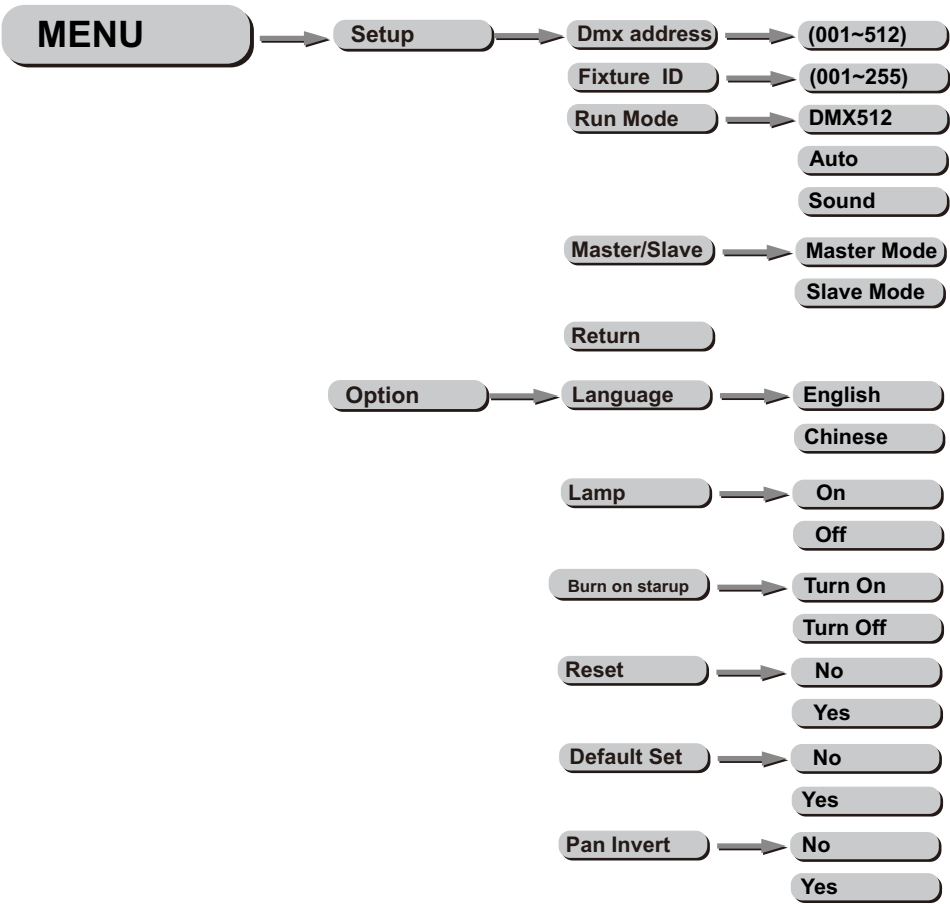 MENU
Setup
Dmx address
(001~512)
Fixture ID
(001~255)
Run Mode
DMX512
Auto
Sound
Master/Slave
Master Mode
Slave Mode
Return
Option
Language
English
Chinese
Lamp
On
Off
Burn on starup
Turn On
Turn Off
Reset
No
Yes
Default Set
No
Yes
Pan Invert
No
Yes